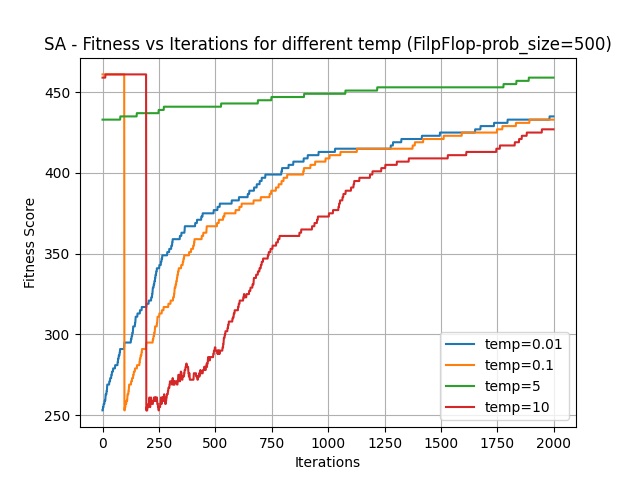 SA - Fitness vs Iterations for different temp (FilpFlop-prob_size=500)
Fitness Score
450
400
350
300
250
0
250
500
750
1000
1250
1500
1750
2000
Iterations
temp=0.01
temp=0.1
temp=5
temp=10